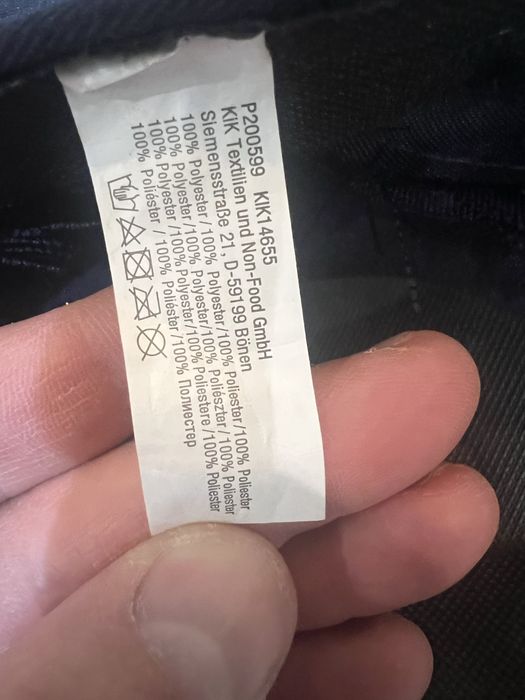 P200599 KIK14655
KIK Textilien und Non-Food GmbH
Siemensstraße 21, D-59199 Bönen
100% Polyester/100% Polyester/100% Poliester/100% Poliester
100% Polyester/100% Polyester/100% Poliészter/100% Poliester
100% Polyester/100% Polyester/100% Poliestere/100% Poliester
100% Poliéster/100% Poliéster/100% Полиестер